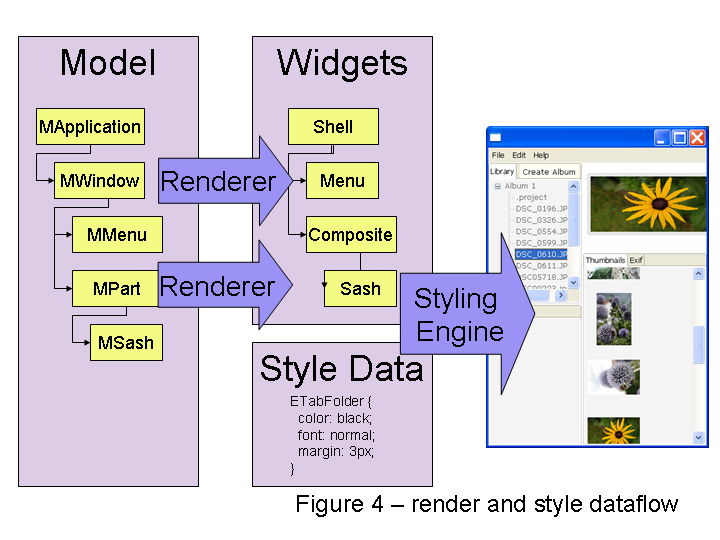 Model
MApplication
MWindow
MMenu
MPart
MSash
Renderer
Renderer
Widgets
Shell
Menu
Composite
Sash
Style Data
ETabFolder {
color: black;
font: normal;
margin: 3px;
}
Styling
Engine
File Edit Help
Library Create Album
Album 1
.project
DSC_0196.JP
DSC_0326.JP
DSC_0554.JP
DSC_0599.JP
DSC_0610.JP
DSC_0611.JP
DSC05718.JP
Thumbnails Exif
Figure 4 – render and style dataflow